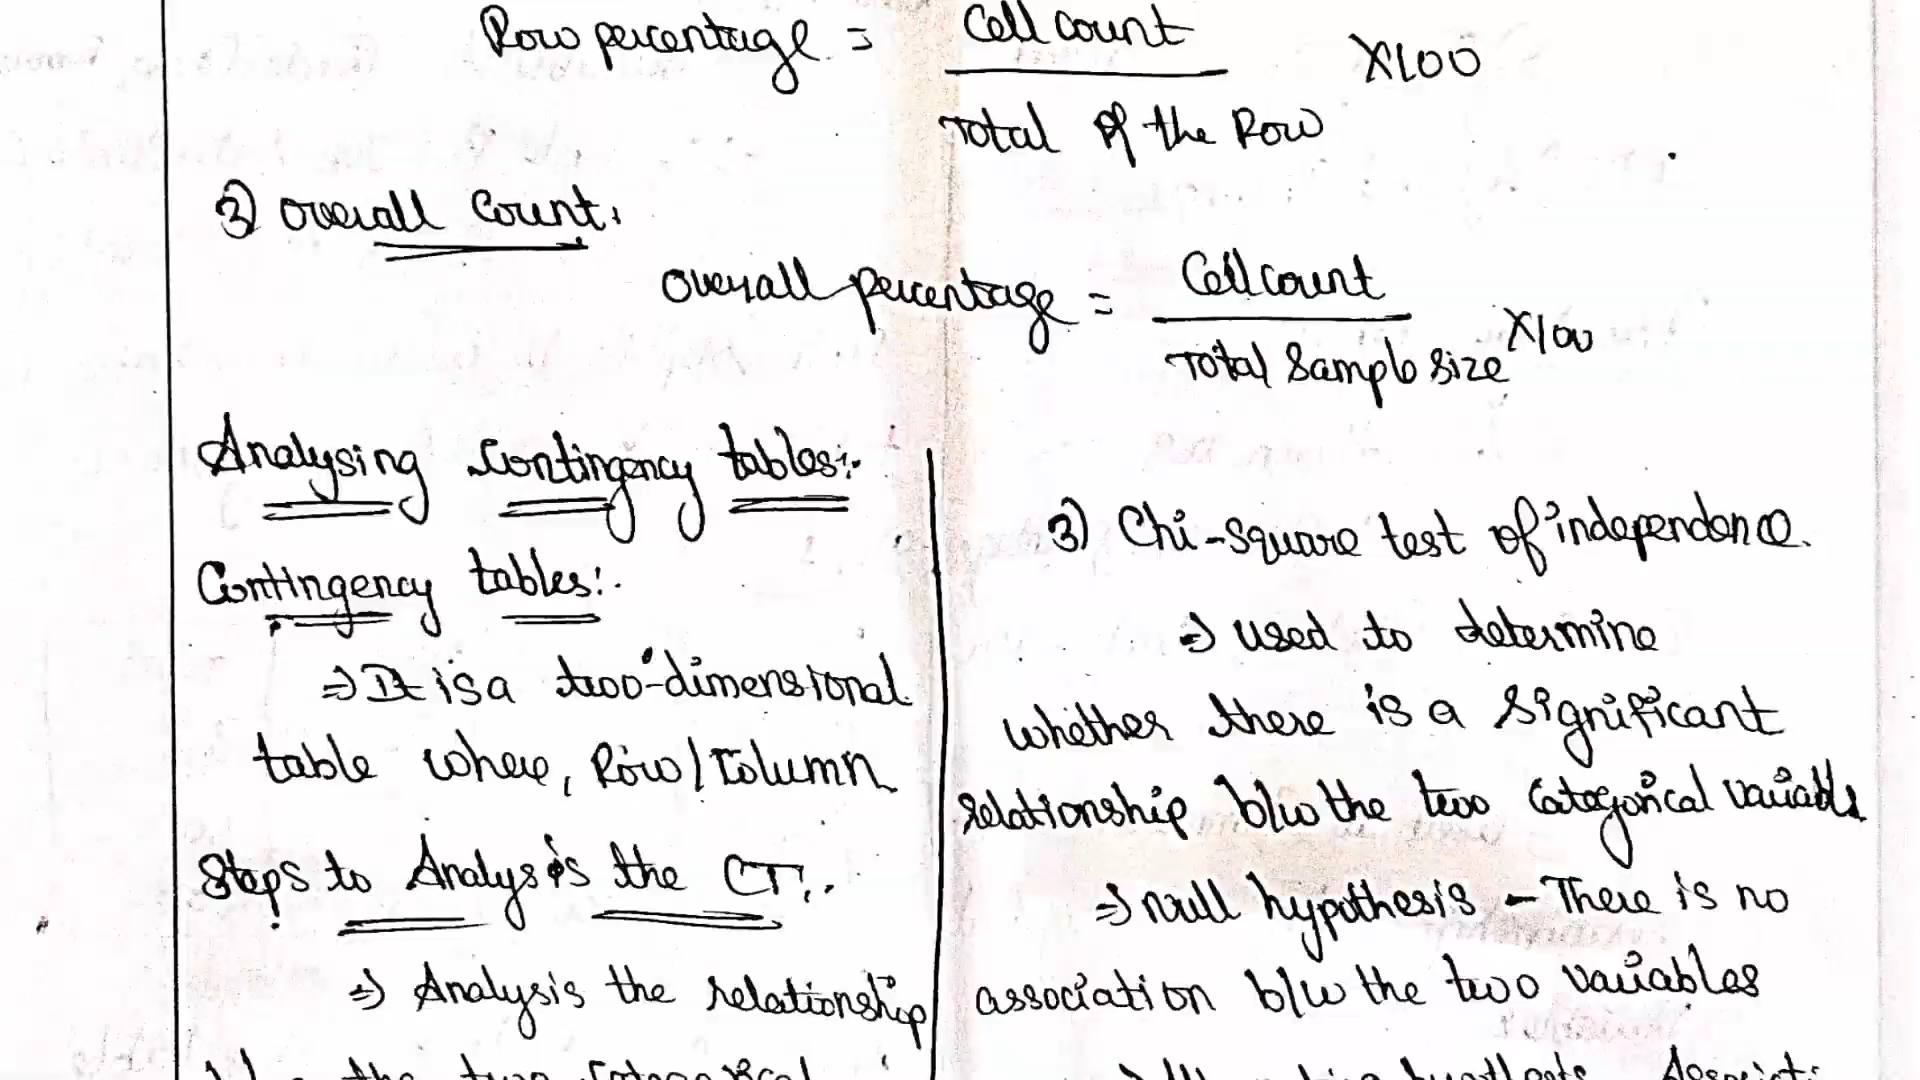 Row percentage = Cell count / Total of the Row X100
3) Overall Count:
Overall percentage = Cell count / Total Sample Size X100
Analysing Contingency tables:-
Contingency tables:-
⇒ It is a two-dimensional
table where, Row/Column
Steps to Analysis the CT:-
⇒ Analysis the relationship
b/w the two Categorical
3) Chi-square test of independence.
⇒ used to determine
whether there is a significant
relationship b/w the two Categorical variable
⇒ Null hypothesis - There is no
association b/w the two variables